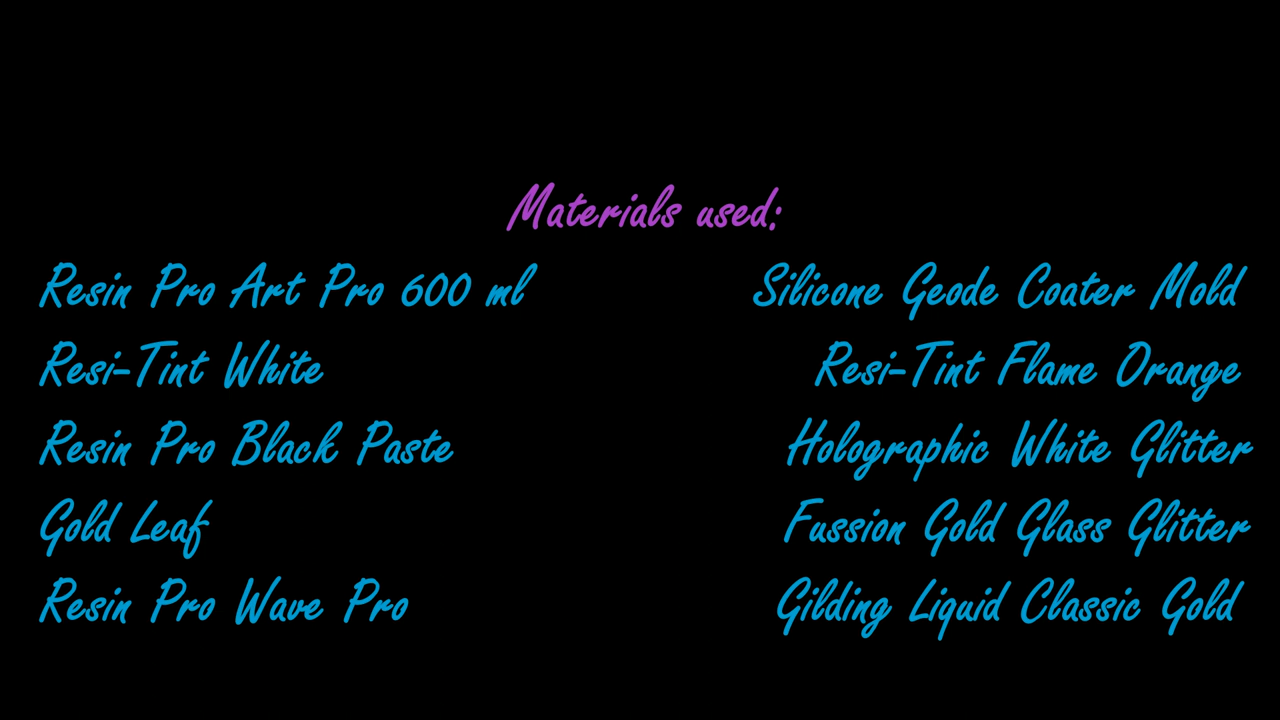 Materials used:
Resin Pro Art Pro 600 ml
Silicone Geode Coater Mold
Resi-Tint White
Resi-Tint Flame Orange
Resin Pro Black Paste
Holographic White Glitter
Gold Leaf
Fussion Gold Glass Glitter
Resin Pro Wave Pro
Gilding Liquid Classic Gold